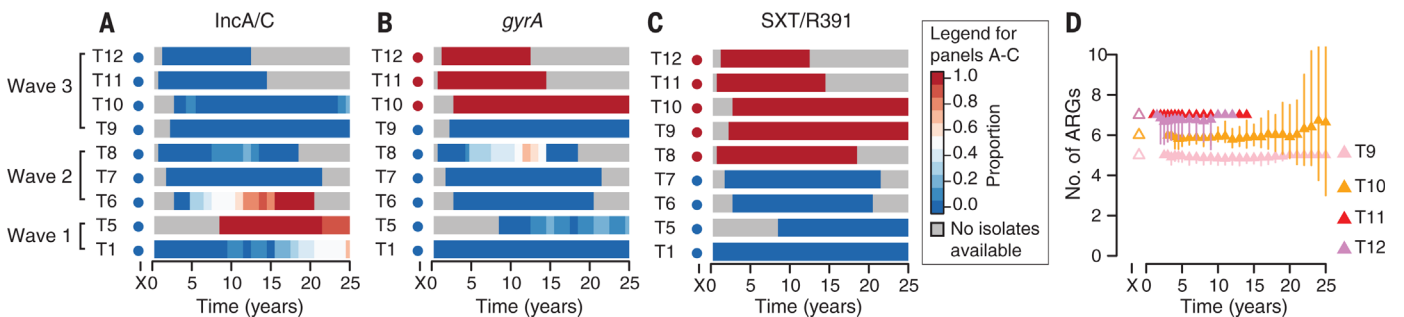 A
IncA/C
Wave 3
Wave 2
Wave 1
T12
T11
T10
T9
T8
T7
T6
T5
T1
X 0 5 10 15 20 25
Time (years)
B
gyrA
T12
T11
T10
T9
T8
T7
T6
T5
T1
X 0 5 10 15 20 25
Time (years)
C
SXT/R391
T12
T11
T10
T9
T8
T7
T6
T5
T1
X 0 5 10 15 20 25
Time (years)
Legend for
panels A-C
1.0
0.8
0.6
0.4
0.2
0.0
Proportion
No isolates
available
D
No. of ARGs
10
8
6
4
2
0
X 0 5 10 15 20 25
Time (years)
T9
T10
T11
T12